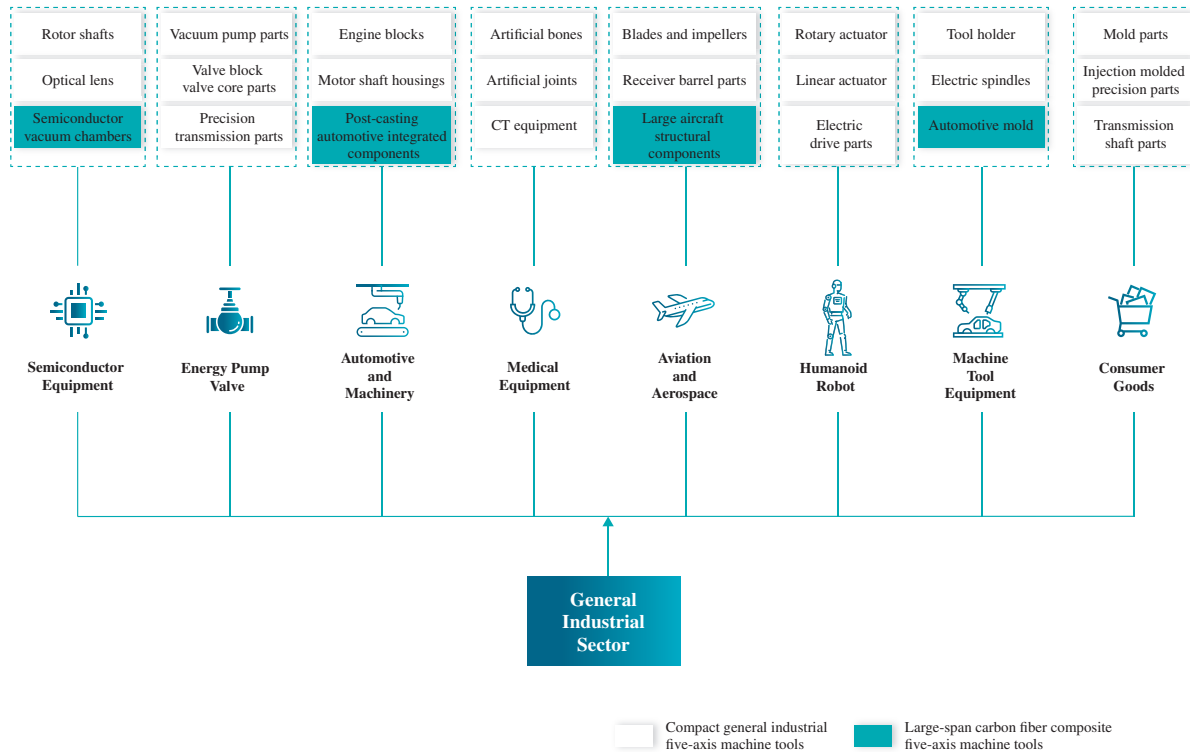 Rotor shafts
Optical lens
Semiconductor
vacuum chambers
Vacuum pump parts
Valve block
valve core parts
Precision
transmission parts
Engine blocks
Motor shaft housings
Post-casting
automotive integrated
components
Artificial bones
Artificial joints
CT equipment
Blades and impellers
Receiver barrel parts
Large aircraft
structural
components
Rotary actuator
Linear actuator
Electric
drive parts
Tool holder
Electric spindles
Automotive mold
Mold parts
Injection molded
precision parts
Transmission
shaft parts
Semiconductor
Equipment
Energy Pump
Valve
Automotive
and
Machinery
Medical
Equipment
Aviation
and
Aerospace
Humanoid
Robot
Machine
Tool
Equipment
Consumer
Goods
General
Industrial
Sector
Compact general industrial
five-axis machine tools
Large-span carbon fiber composite
five-axis machine tools